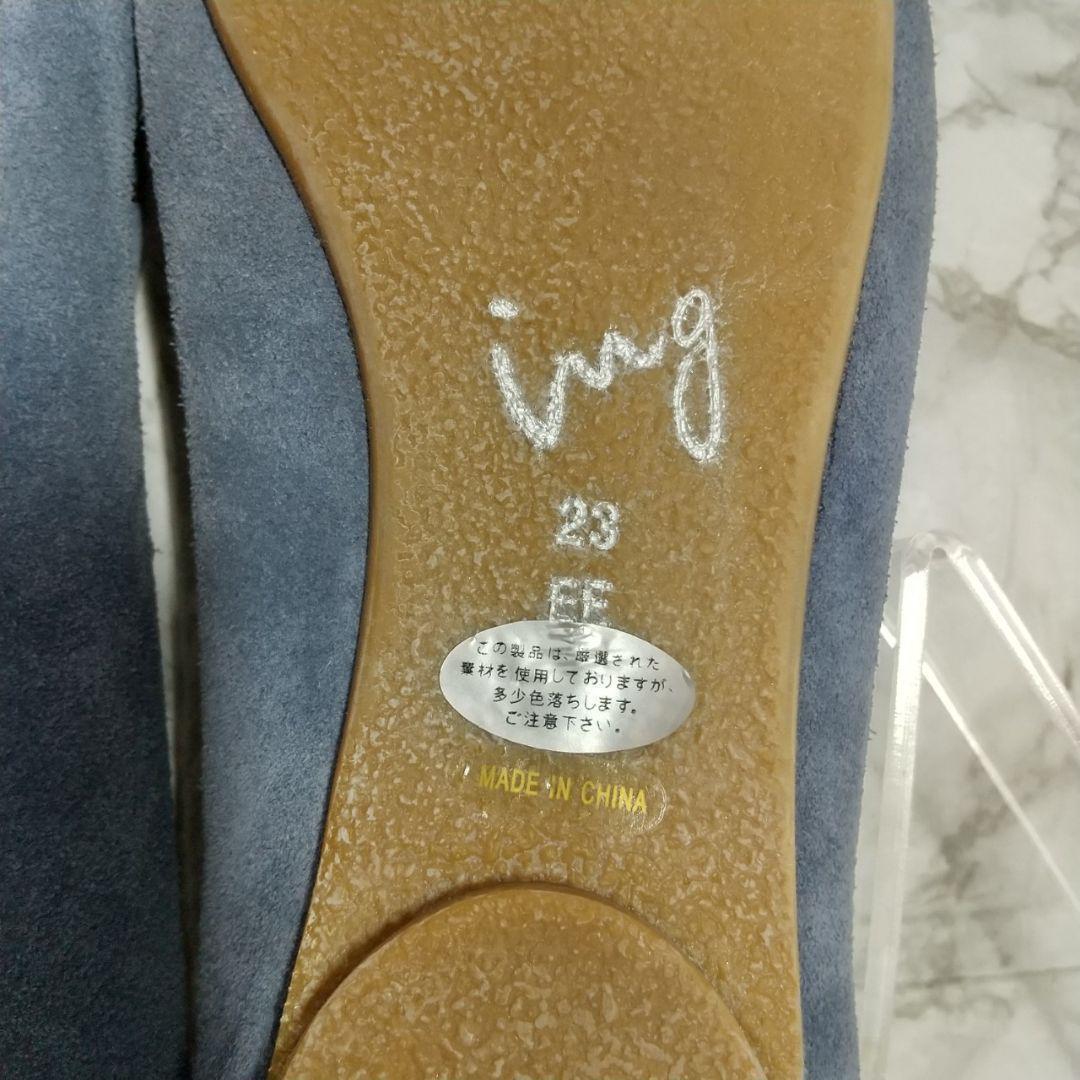 ing
23
EE
この製品は、厳選された
素材を使用しておりますが、
多少色落ちします。
ご注意下さい。
MADE IN CHINA